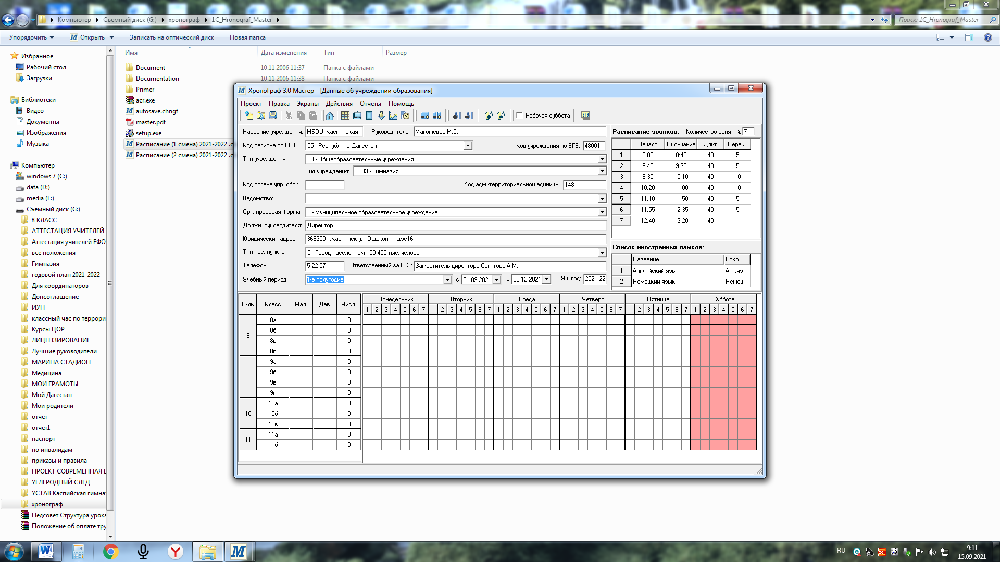 Компьютер ▸ Съемный диск (G:) ▸ хронограф ▸ 1C_Hronograf_Master ▸
Поиск: 1C_Hronograf_Master
Упорядочить Открыть Записать на оптический диск Новая папка
Имя Дата изменения Тип Размер
Избранное
Рабочий стол
Загрузки
Библиотеки
Видео
Документы
Изображения
Музыка
Компьютер
windows 7 (C:)
data (D:)
media (E:)
Съемный диск (G:)
8 КЛАСС
АТТЕСТАЦИЯ УЧИТЕЛЕЙ
Аттестация учителей ЕФО
все положения
Гимназия
годовой план 2021-2022
Для координаторов
Допсоглашение
ИУП
классный час по террори
Курсы ЦОР
ЛИЦЕНЗИРОВАНИЕ
Лучшие руководители
МАРИНА СТАДИОН
Медицина
МОИ ГРАМОТЫ
Мой Дагестан
Мои родители
отчет
отчет1
паспорт
по инвалидам
приказы и правила
ПРОЕКТ СОВРЕМЕННАЯ
УГЛЕРОДНЫЙ СЛЕД
УСТАВ Каспийская гимна
хронограф
Педсовет Структура урока
Положение об оплате тру
Document 10.11.2006 11:37 Папка с файлами
Documentation 10.11.2006 11:38 Папка с файлами
Primer
acr.exe
autosave.chngf
master.pdf
setup.exe
Расписание (1 смена) 2021-2022 .c
Расписание (2 смена) 2021-2022 .c
ХроноГраф 3.0 Мастер - [Данные об учреждении образования]
Проект Правка Экраны Действия Отчеты Помощь
Рабочая суббота ЕГЭ
Название учреждения: МБОУ"Каспийская г Руководитель: Магомедов М.С.
Код региона по ЕГЭ: 05 - Республика Дагестан Код учреждения по ЕГЭ: 480011
Тип учреждения: 03 - Общеобразовательные учреждения
Вид учреждения: 0303 - Гимназия
Код органа упр. обр.: Код адм.-территориальной единицы: 148
Ведомство:
Орг.-правовая форма: 3 - Муниципальное образовательное учреждение
Должн. руководителя: Директор
Юридический адрес: 368300,г.Каспийск,ул. Орджоникидзе16
Тип нас. пункта: 5 - Город населением 100-450 тыс. человек.
Телефон: 5-22-57 Ответственный за ЕГЭ: Заместитель директора Сагитова А.М.
Учебный период: 1-е полугодие с 01.09.2021 по 29.12.2021 Уч. год: 2021-22
Расписание звонков: Количество занятий: 7
Начало Окончание Длит. Перем.
1 8:00 8:40 40 5
2 8:45 9:25 40 5
3 9:30 10:10 40 10
4 10:20 11:00 40 10
5 11:10 11:50 40 5
6 11:55 12:35 40 5
7 12:40 13:20 40
Список иностранных языков:
Название Сокр.
1 Английский язык Анг.яз
2 Немецкий язык Немец
П-ль Класс Мал. Дев. Числ. Понедельник Вторник Среда Четверг Пятница Суббота
1 2 3 4 5 6 7 1 2 3 4 5 6 7 1 2 3 4 5 6 7 1 2 3 4 5 6 7 1 2 3 4 5 6 7 1 2 3 4 5 6 7
8
8а 0
8б 0
8в 0
8г 0
9
9а 0
9б 0
9в 0
9г 0
10
10а 0
10б 0
10в 0
11
11а 0
11б 0
RU
9:11
15.09.2021